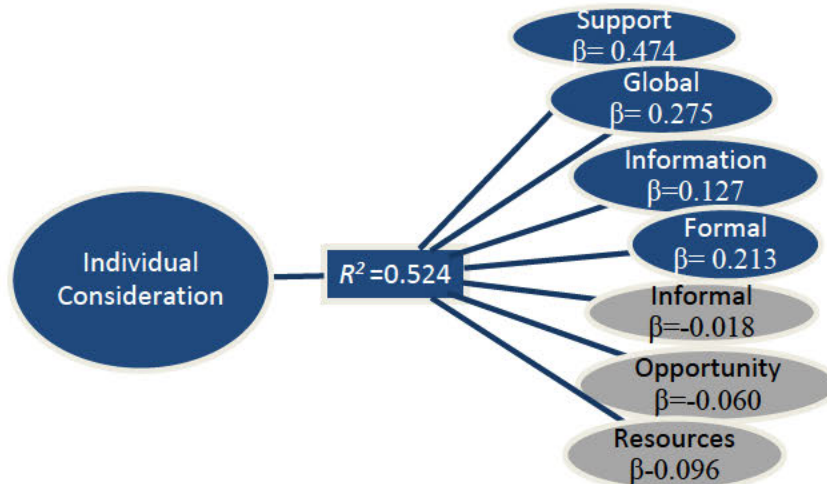 Support
β= 0.474
Global
β= 0.275
Information
β=0.127
Formal
β= 0.213
Individual
Consideration
R² =0.524
Informal
β=-0.018
Opportunity
β=-0.060
Resources
β-0.096